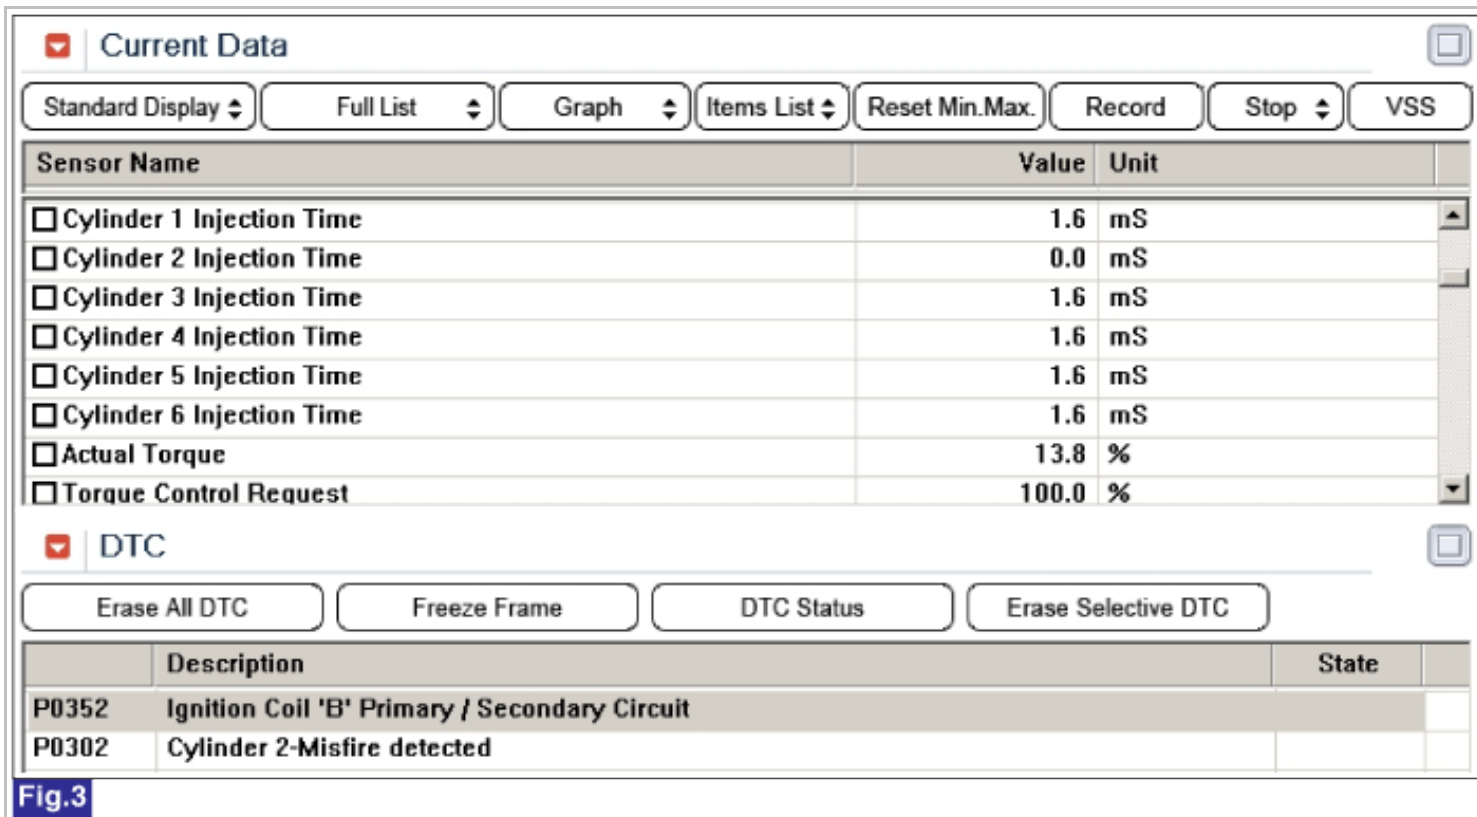 Current Data
Standard Display Full List Graph Items List Reset Min.Max. Record Stop VSS
Sensor Name Value Unit
Cylinder 1 Injection Time 1.6 mS
Cylinder 2 Injection Time 0.0 mS
Cylinder 3 Injection Time 1.6 mS
Cylinder 4 Injection Time 1.6 mS
Cylinder 5 Injection Time 1.6 mS
Cylinder 6 Injection Time 1.6 mS
Actual Torque 13.8 %
Torque Control Request 100.0 %
DTC
Erase All DTC Freeze Frame DTC Status Erase Selective DTC
Description State
P0352 Ignition Coil 'B' Primary / Secondary Circuit
P0302 Cylinder 2-Misfire detected
Fig.3